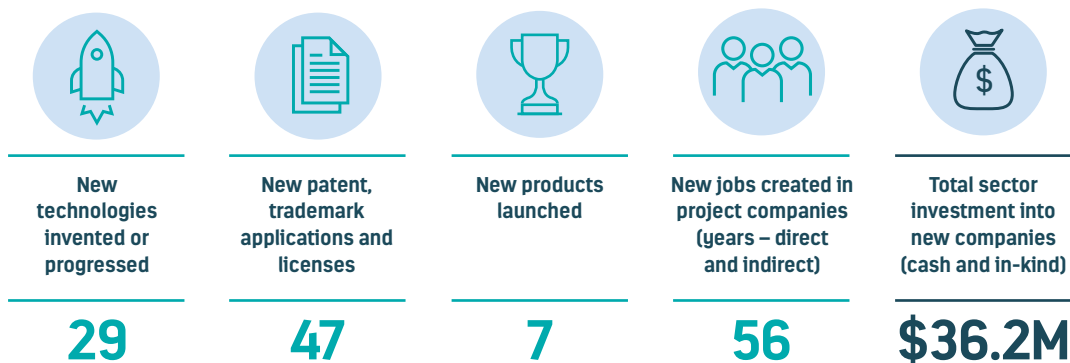 $
New
technologies
invented or
progressed
29
New patent,
trademark
applications and
licenses
47
New products
launched
7
New jobs created in
project companies
(years – direct
and indirect)
56
Total sector
investment into
new companies
(cash and in-kind)
$36.2M